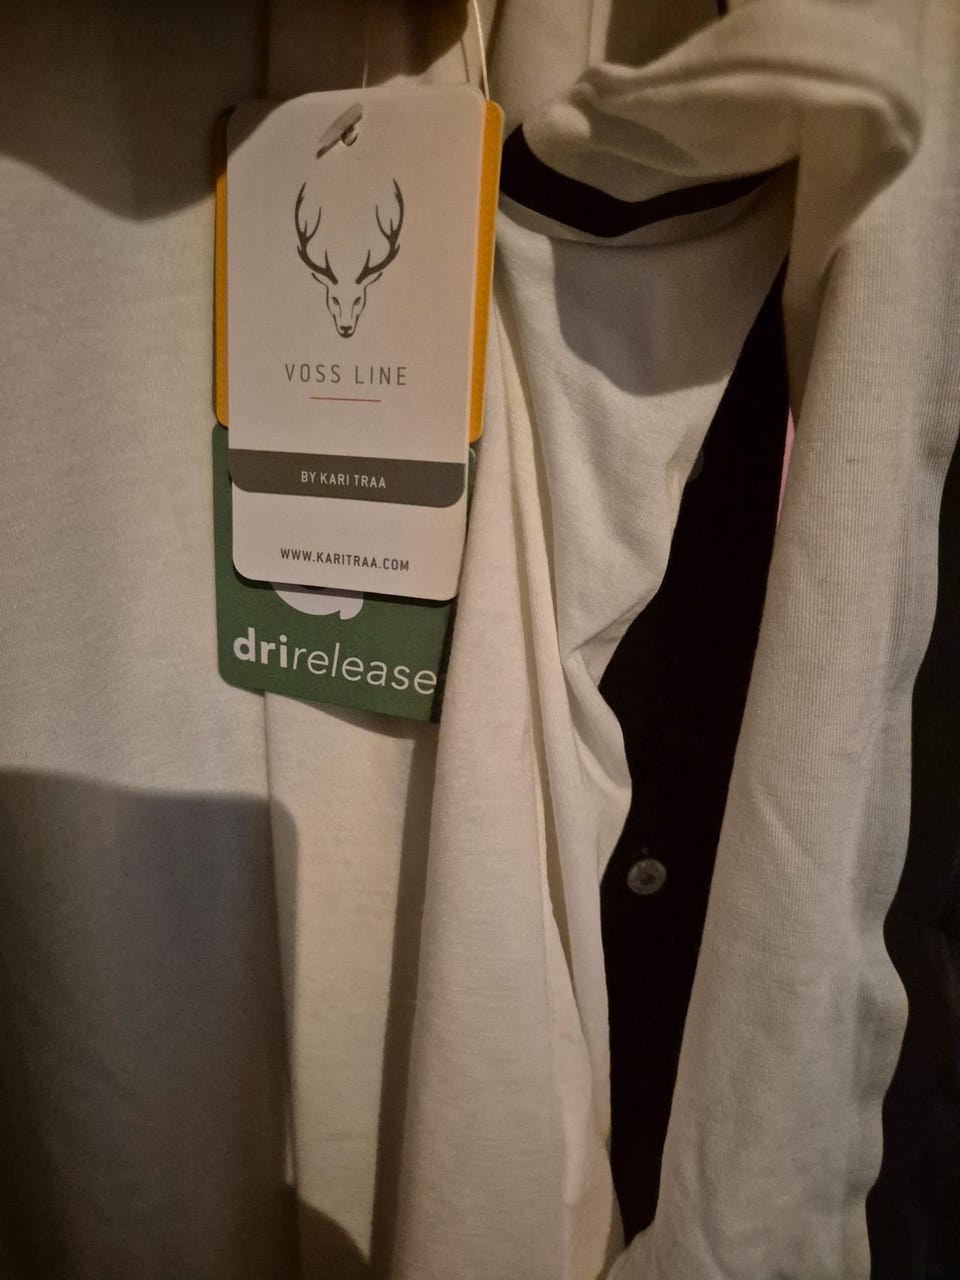 VOSS LINE
BY KARI TRAA
WWW.KARITRAA.COM
drirelease